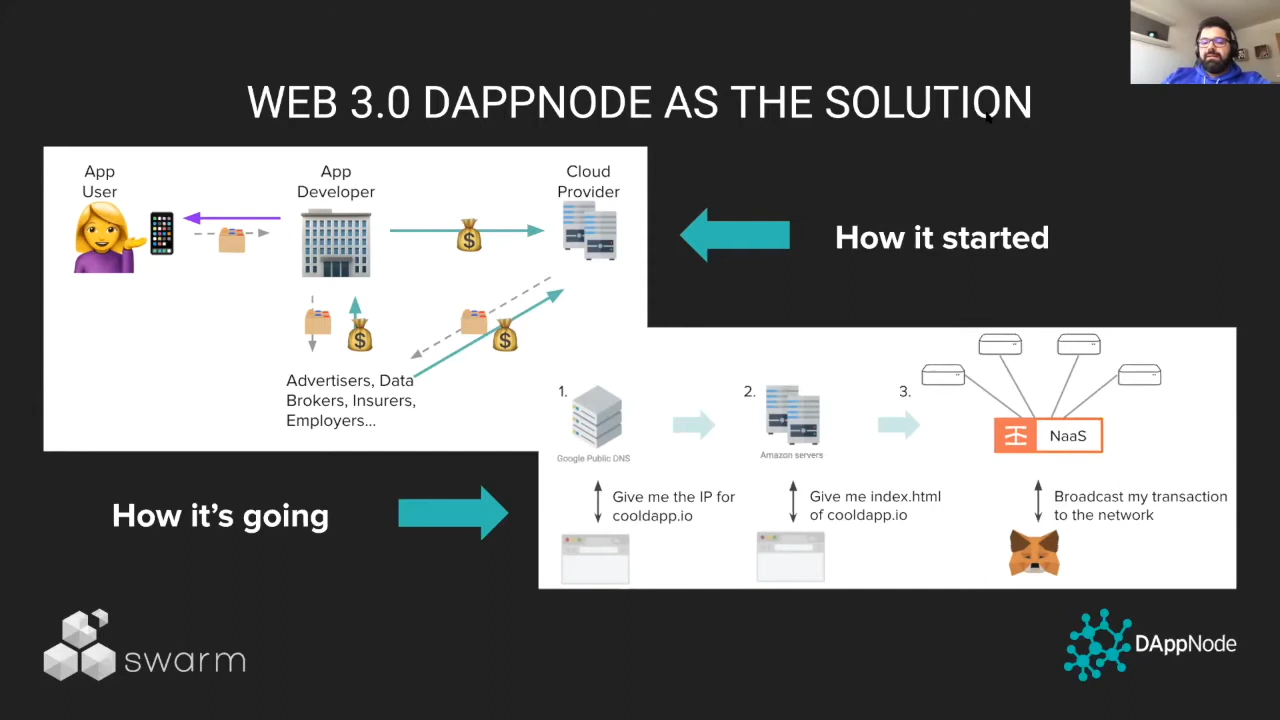 WEB 3.0 DAPPNODE AS THE SOLUTION
App
User
App
Developer
Cloud
Provider
$
$
$
Advertisers, Data
Brokers, Insurers,
Employers...
How it started
How it's going
1.
Google Public DNS
2.
Amazon servers
3.
NaaS
Give me the IP for
cooldapp.io
Give me index.html
of cooldapp.io
Broadcast my transaction
to the network
swarm
DAppNode